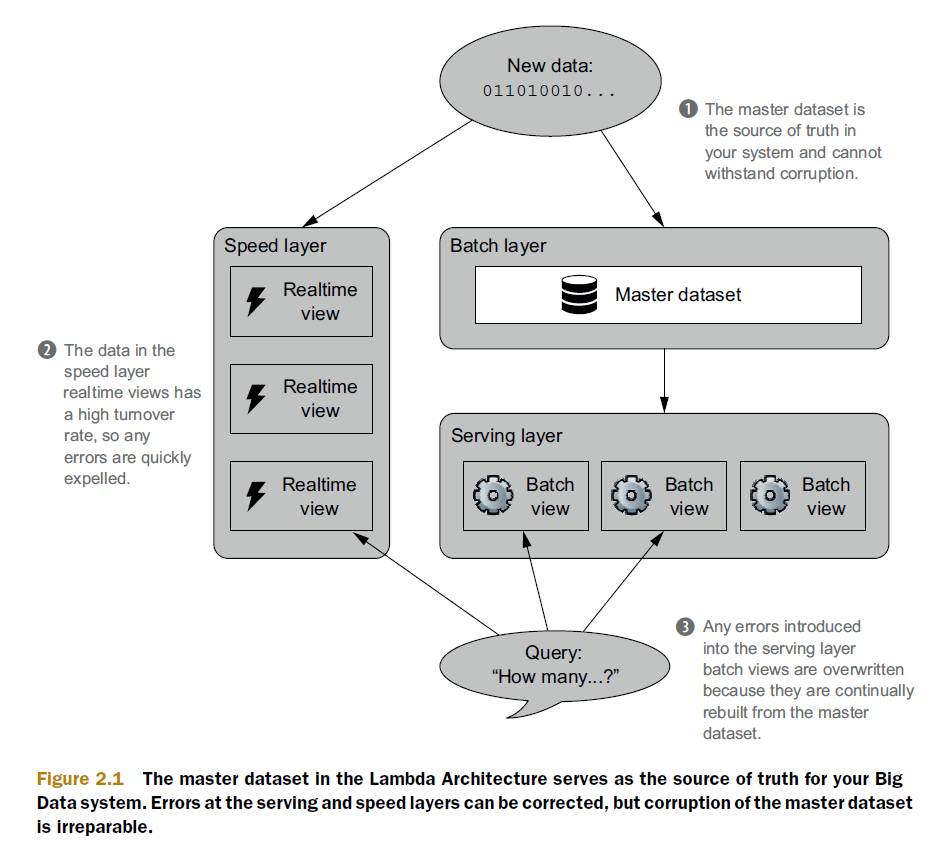 New data:
011010010...
❶ The master dataset is
the source of truth in
your system and cannot
withstand corruption.
Speed layer
Realtime
view
Realtime
view
Realtime
view
Batch layer
Master dataset
❷ The data in the
speed layer
realtime views has
a high turnover
rate, so any
errors are quickly
expelled.
Serving layer
Batch
view
Batch
view
Batch
view
Query:
“How many...?”
❸ Any errors introduced
into the serving layer
batch views are overwritten
because they are continually
rebuilt from the master
dataset.
Figure 2.1 The master dataset in the Lambda Architecture serves as the source of truth for your Big
Data system. Errors at the serving and speed layers can be corrected, but corruption of the master dataset
is irreparable.